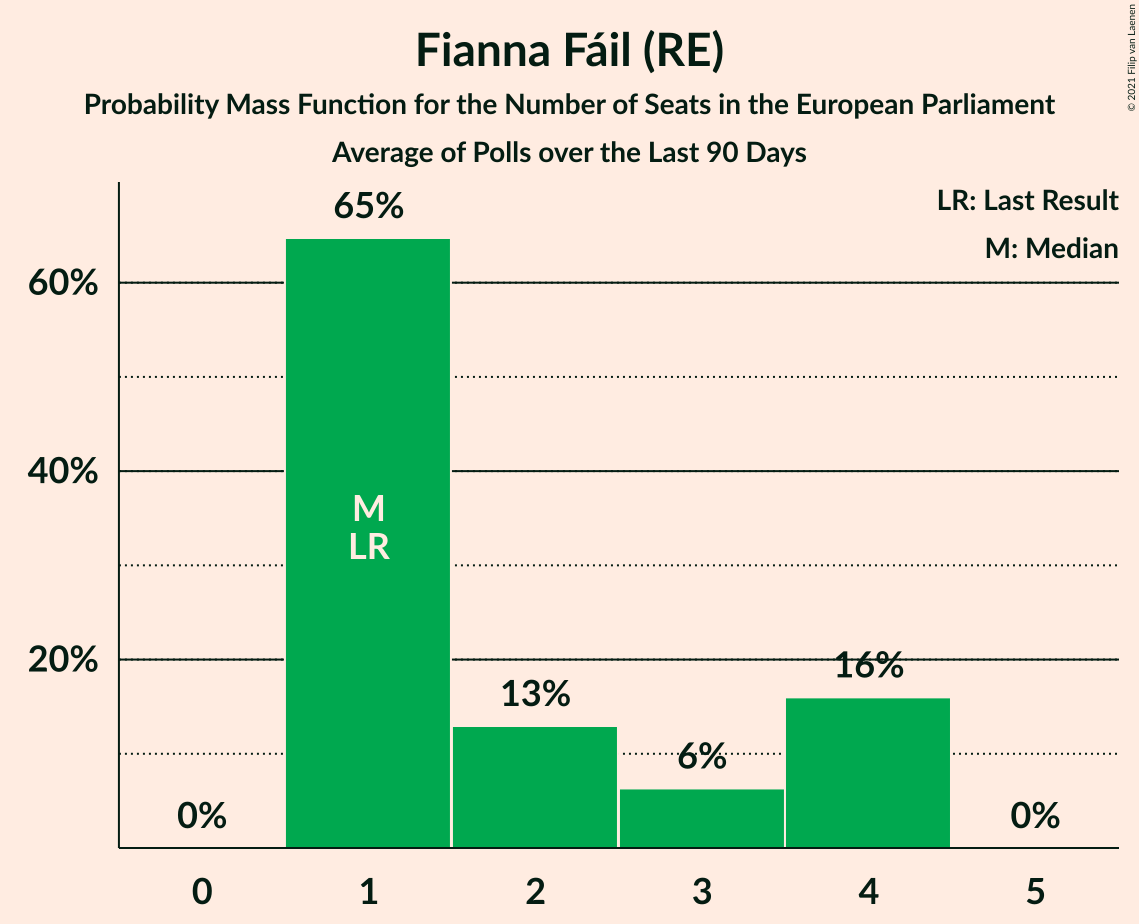 Fianna Fáil (RE)
Probability Mass Function for the Number of Seats in the European Parliament
Average of Polls over the Last 90 Days
© 2021 Filip van Laenen
LR: Last Result
M: Median
60%
40%
20%
0%
65%
M
LR
13%
6%
16%
0%
0 1 2 3 4 5